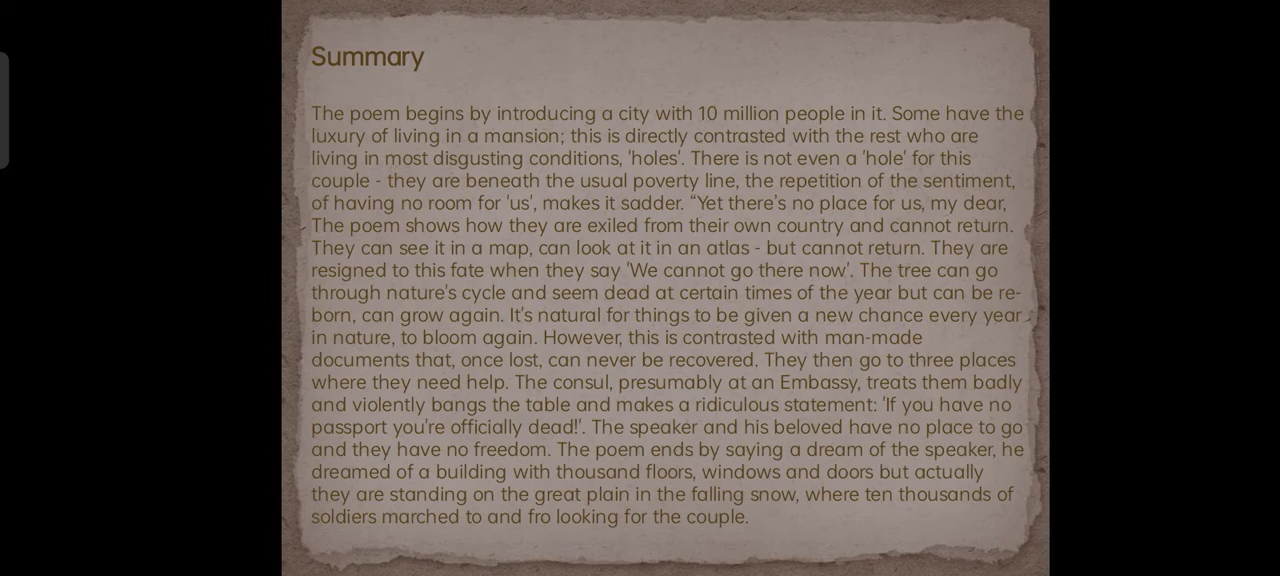 Summary
The poem begins by introducing a city with 10 million people in it. Some have the
luxury of living in a mansion; this is directly contrasted with the rest who are
living in most disgusting conditions, 'holes'. There is not even a 'hole' for this
couple - they are beneath the usual poverty line, the repetition of the sentiment,
of having no room for 'us', makes it sadder. “Yet there's no place for us, my dear,
The poem shows how they are exiled from their own country and cannot return.
They can see it in a map, can look at it in an atlas - but cannot return. They are
resigned to this fate when they say 'We cannot go there now'. The tree can go
through nature's cycle and seem dead at certain times of the year but can be re-
born, can grow again. It's natural for things to be given a new chance every year
in nature, to bloom again. However, this is contrasted with man-made
documents that, once lost, can never be recovered. They then go to three places
where they need help. The consul, presumably at an Embassy, treats them badly
and violently bangs the table and makes a ridiculous statement: 'If you have no
passport you're officially dead!'. The speaker and his beloved have no place to go
and they have no freedom. The poem ends by saying a dream of the speaker, he
dreamed of a building with thousand floors, windows and doors but actually
they are standing on the great plain in the falling snow, where ten thousands of
soldiers marched to and fro looking for the couple.